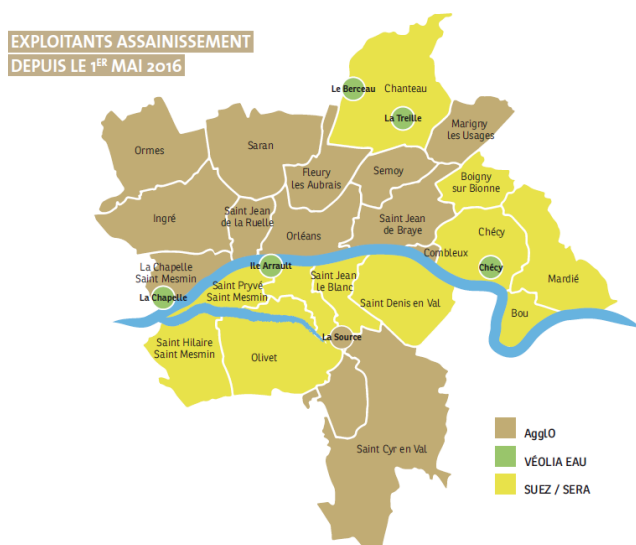 EXPLOITANTS ASSAINISSEMENT
DEPUIS LE 1ER MAI 2016
Le Berceau
Chanteau
La Treille
Marigny
les Usages
Ormes
Saran
Fleury
les Aubrais
Semoy
Boigny
sur Bionne
Ingré
Saint Jean
de la Ruelle
Orléans
Saint Jean
de Braye
Chécy
Combleux
La Chapelle
Saint Mesmin
Ile Arrault
Chécy
Mardié
La Chapelle
Saint Pryvé
Saint Mesmin
Saint Jean
le Blanc
Saint Denis en Val
Bou
Saint Hilaire
Saint Mesmin
Olivet
La Source
Saint Cyr en Val
AgglO
VÉOLIA EAU
SUEZ / SERA